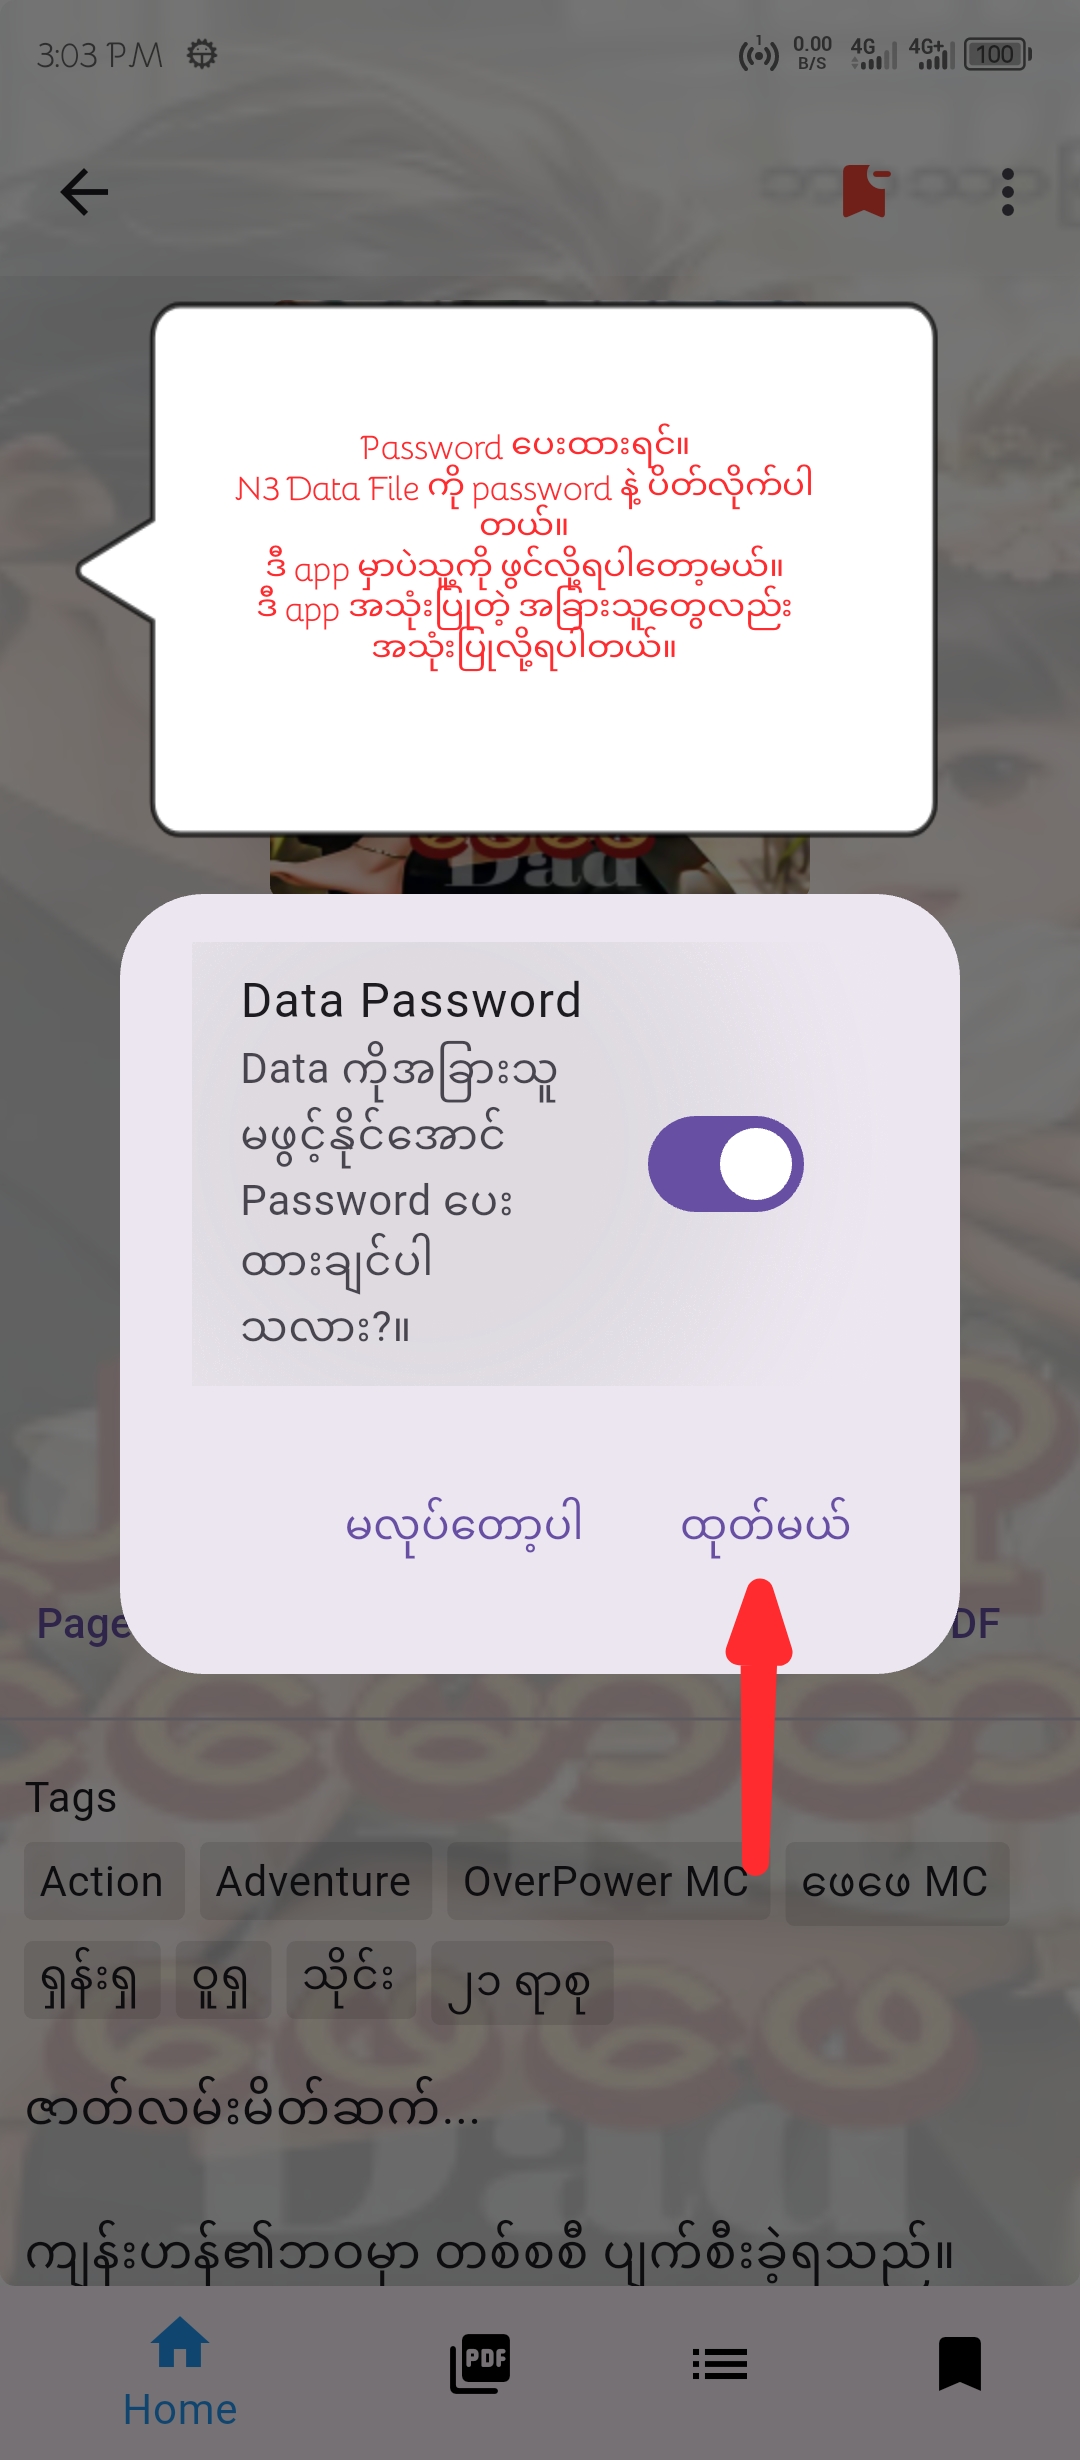 3:03 PM
1
0.00
B/S
4G
4G+
100
Password ပေးထားရင်။
N3 Data File ကို password နဲ့ ပိတ်လိုက်ပါ
တယ်။
ဒီ app မှာပဲသူ့ကို ဖွင်လို့ရပါတော့မယ်။
ဒီ app အသုံးပြုတဲ့ အခြားသူတွေလည်း
အသုံးပြုလို့ရပါတယ်။
Dad
Data Password
Data ကိုအခြားသူ
မဖွင့်နိုင်အောင်
Password ပေး
ထားချင်ပါ
သလား?။
မလုပ်တော့ပါ ထုတ်မယ်
Page
DF
Tags
Action Adventure OverPower MC ဖေဖေ MC
ရှန်းရှ ဝူရှ သိုင်း ၂၁ ရာစု
ဇာတ်လမ်းမိတ်ဆက်...
ကျန်းဟန်၏ဘဝမှာ တစ်စစီ ပျက်စီးခဲ့ရသည်။
PDF
Home